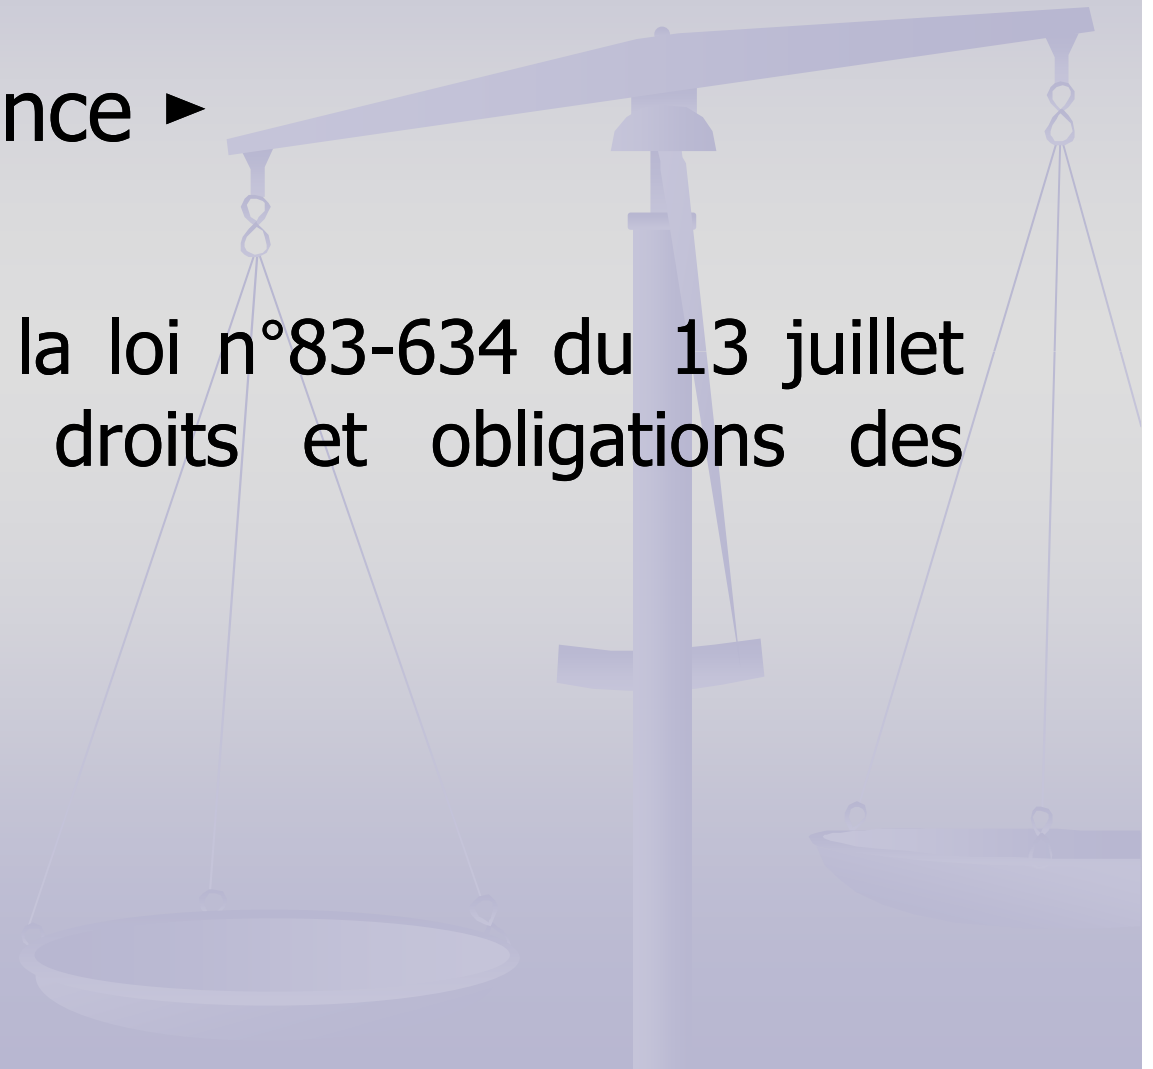 nce ►
la loi n°83-634 du 13 juillet
droits et obligations des